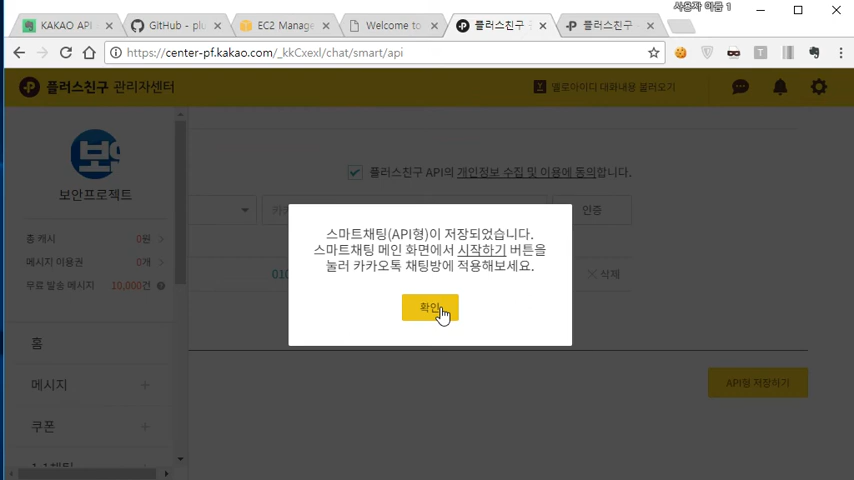 사용자 이름 1
KAKAO API
GitHub - plu
EC2 Manage
Welcome to
플러스친구
플러스친구 -
https://center-pf.kakao.com/_kkCxexl/chat/smart/api
플러스친구 관리자센터
옐로아이디 대화내용 불러오기
보안
보안프로젝트
플러스친구 API의 개인정보 수집 및 이용에 동의합니다.
인증
총 캐시 0원
메시지 이용권 0개
무료 발송 메시지 10,000건
010
삭제
스마트채팅(API형)이 저장되었습니다.
스마트채팅 메인 화면에서 시작하기 버튼을
눌러 카카오톡 채팅방에 적용해보세요.
확인
홈
메시지
쿠폰
1:1 채팅
API형 저장하기